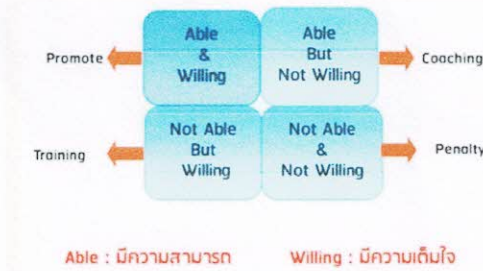 Able
&
Willing
Able
But
Not Willing
Promote
Coaching
Not Able
But
Willing
Not Able
&
Not Willing
Training
Penalty
Able : มีความสามารถ
Willing : มีความเต็มใจ